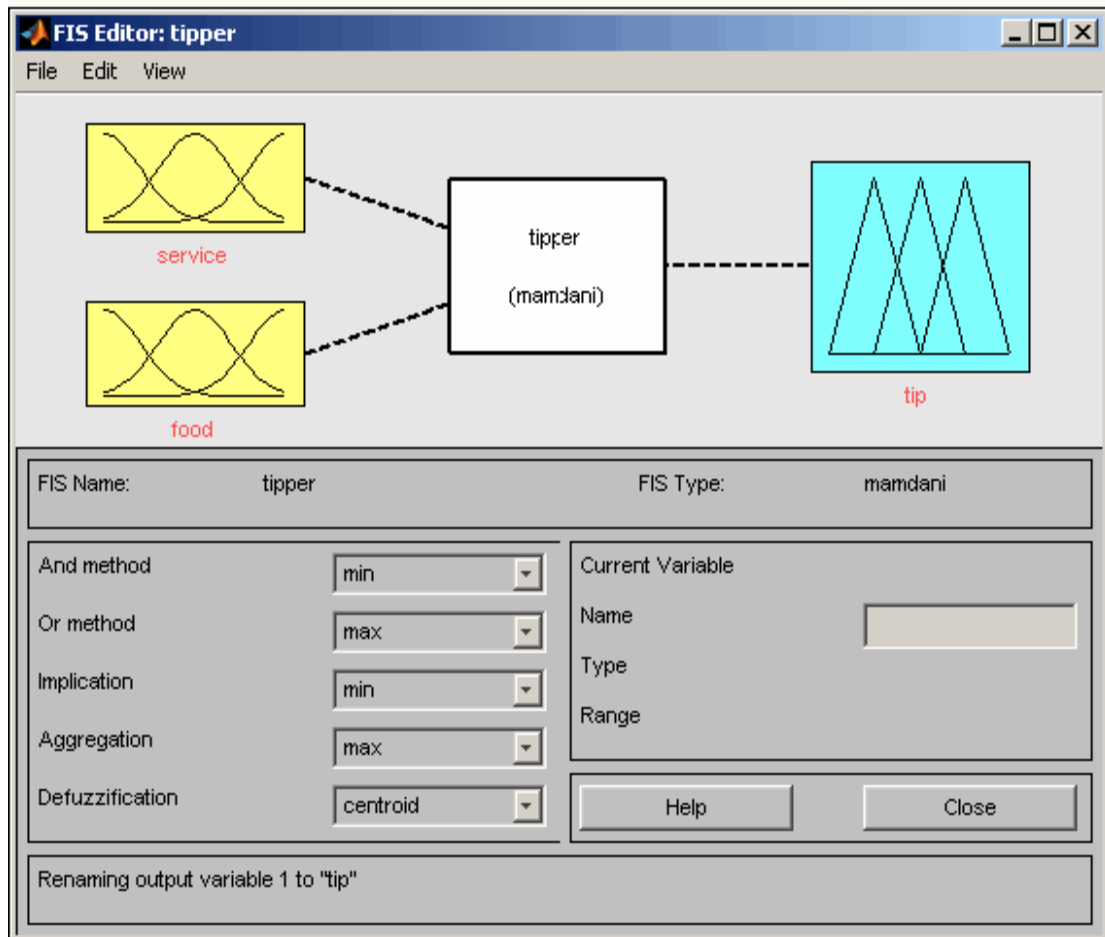 FIS Editor: tipper
File Edit View
service
food
tipper
(mamdani)
tip
FIS Name: tipper FIS Type: mamdani
And method min
Or method max
Implication min
Aggregation max
Defuzzification centroid
Current Variable
Name
Type
Range
Help Close
Renaming output variable 1 to "tip"